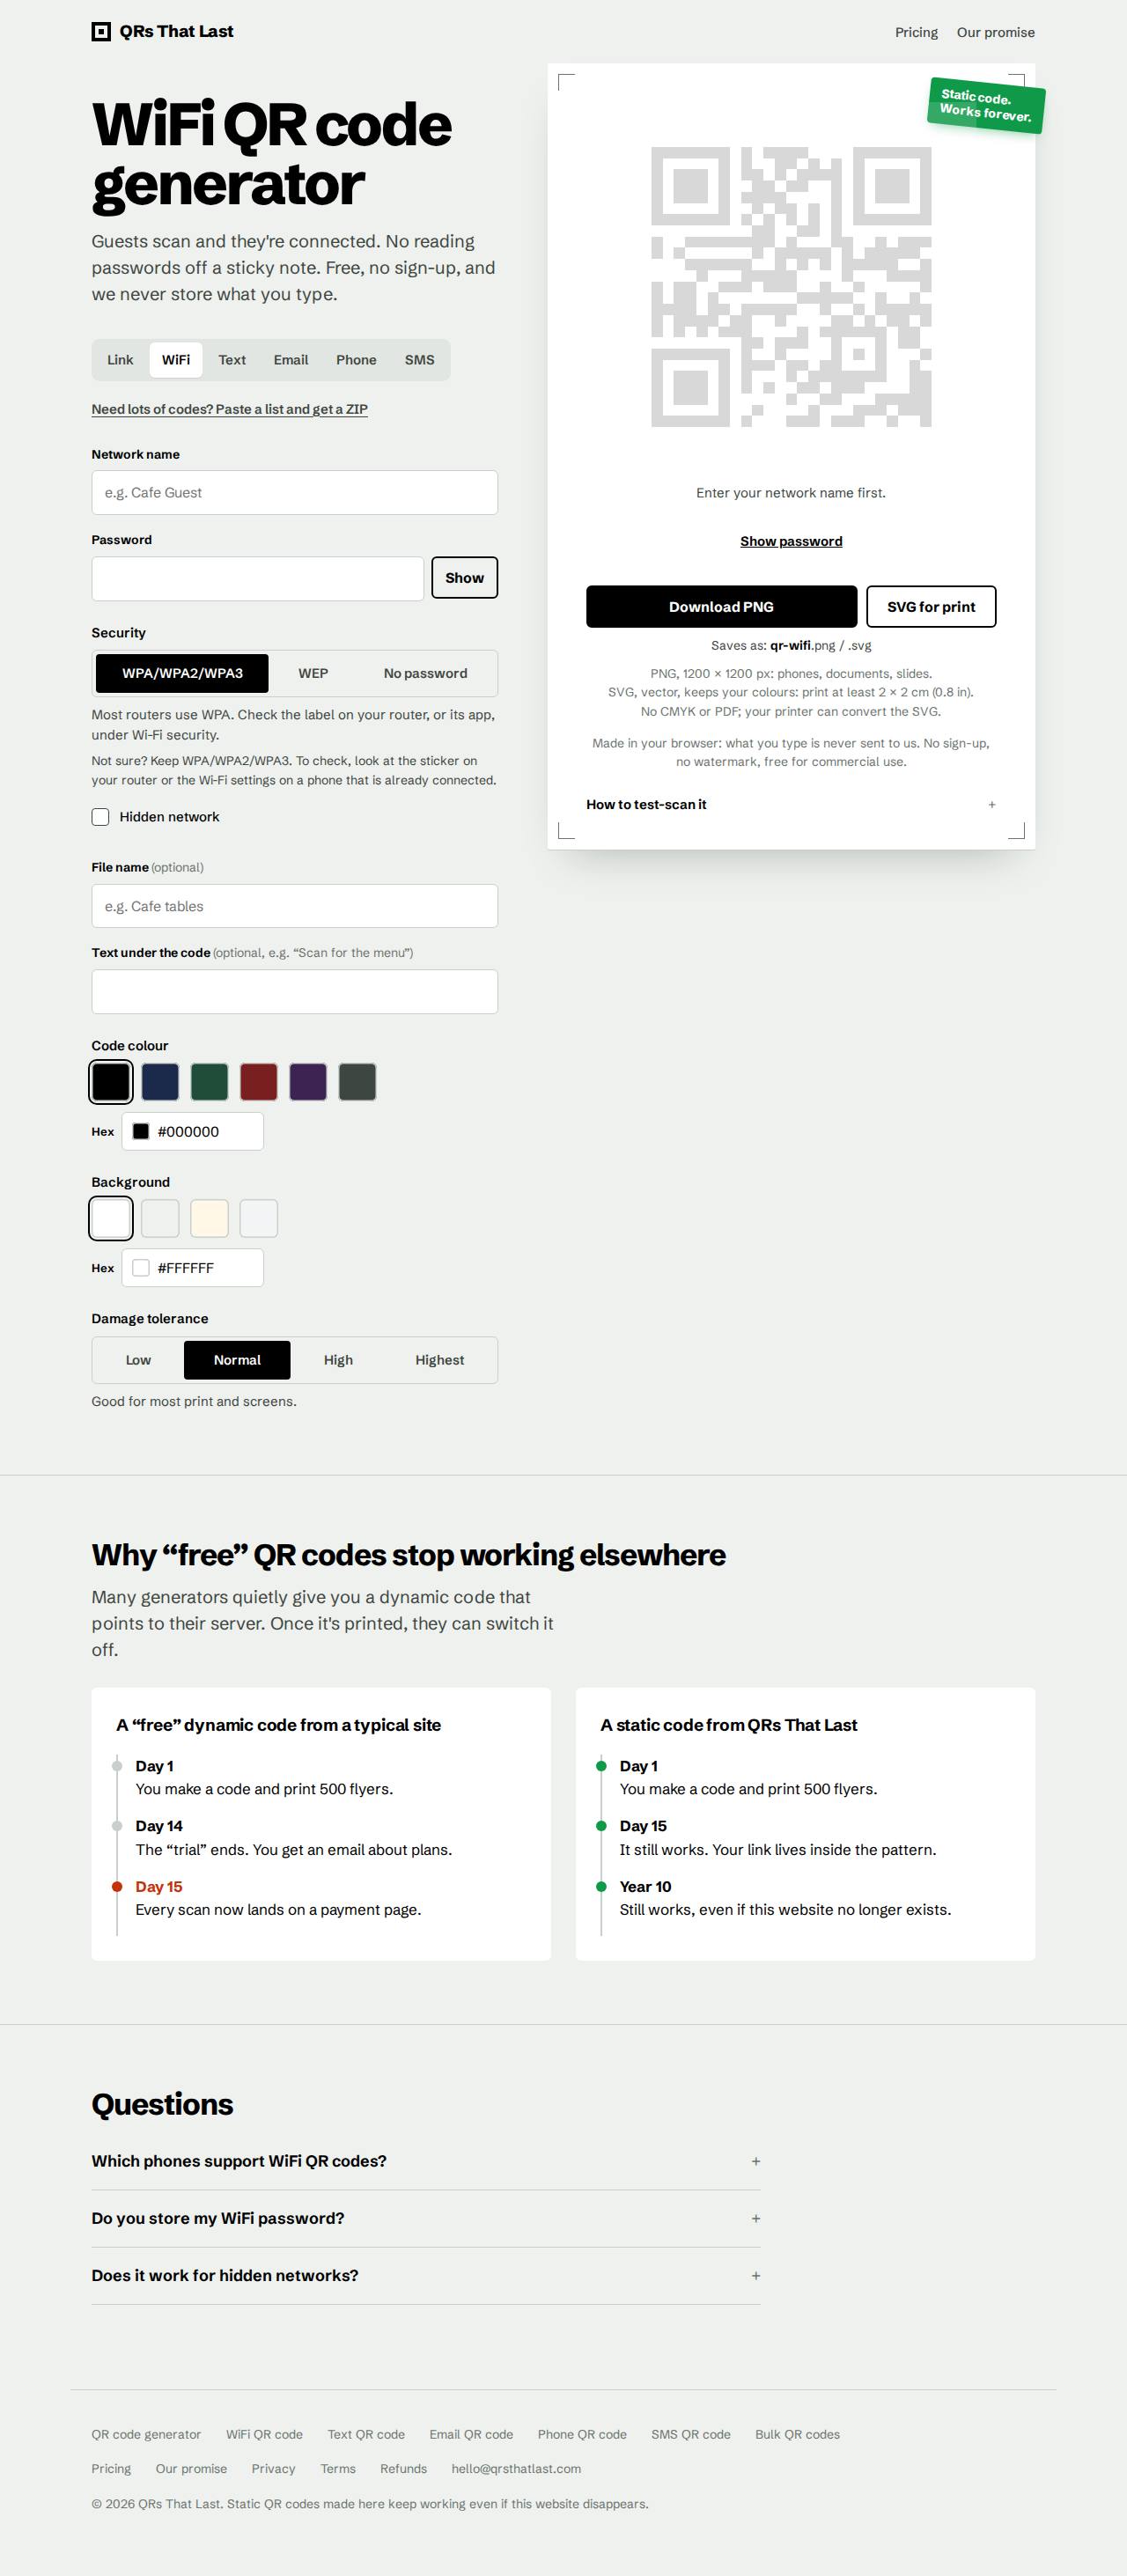 QRs That Last
Pricing
Our promise
WiFi QR code
generator
Guests scan and they're connected. No reading
passwords off a sticky note. Free, no sign-up, and
we never store what you type.
Link
WiFi
Text
Email
Phone
SMS
Need lots of codes? Paste a list and get a ZIP
Network name
e.g. Cafe Guest
Password
Show
Security
WPA/WPA2/WPA3
WEP
No password
Most routers use WPA. Check the label on your router, or its app,
under Wi-Fi security.
Not sure? Keep WPA/WPA2/WPA3. To check, look at the sticker on
your router or the Wi-Fi settings on a phone that is already connected.
Hidden network
File name (optional)
e.g. Cafe tables
Text under the code (optional, e.g. “Scan for the menu”)
Code colour
Hex
#000000
Background
Hex
#FFFFFF
Damage tolerance
Low
Normal
High
Highest
Good for most print and screens.
Static code.
Works forever.
Enter your network name first.
Show password
Download PNG
SVG for print
Saves as: qr-wifi.png / .svg
PNG, 1200 × 1200 px: phones, documents, slides.
SVG, vector, keeps your colours: print at least 2 × 2 cm (0.8 in).
No CMYK or PDF; your printer can convert the SVG.
Made in your browser: what you type is never sent to us. No sign-up,
no watermark, free for commercial use.
How to test-scan it
+
Why “free” QR codes stop working elsewhere
Many generators quietly give you a dynamic code that
points to their server. Once it's printed, they can switch it
off.
A “free” dynamic code from a typical site
Day 1
You make a code and print 500 flyers.
Day 14
The “trial” ends. You get an email about plans.
Day 15
Every scan now lands on a payment page.
A static code from QRs That Last
Day 1
You make a code and print 500 flyers.
Day 15
It still works. Your link lives inside the pattern.
Year 10
Still works, even if this website no longer exists.
Questions
Which phones support WiFi QR codes?
+
Do you store my WiFi password?
+
Does it work for hidden networks?
+
QR code generator
WiFi QR code
Text QR code
Email QR code
Phone QR code
SMS QR code
Bulk QR codes
Pricing
Our promise
Privacy
Terms
Refunds
hello@qrsthatlast.com
© 2026 QRs That Last. Static QR codes made here keep working even if this website disappears.